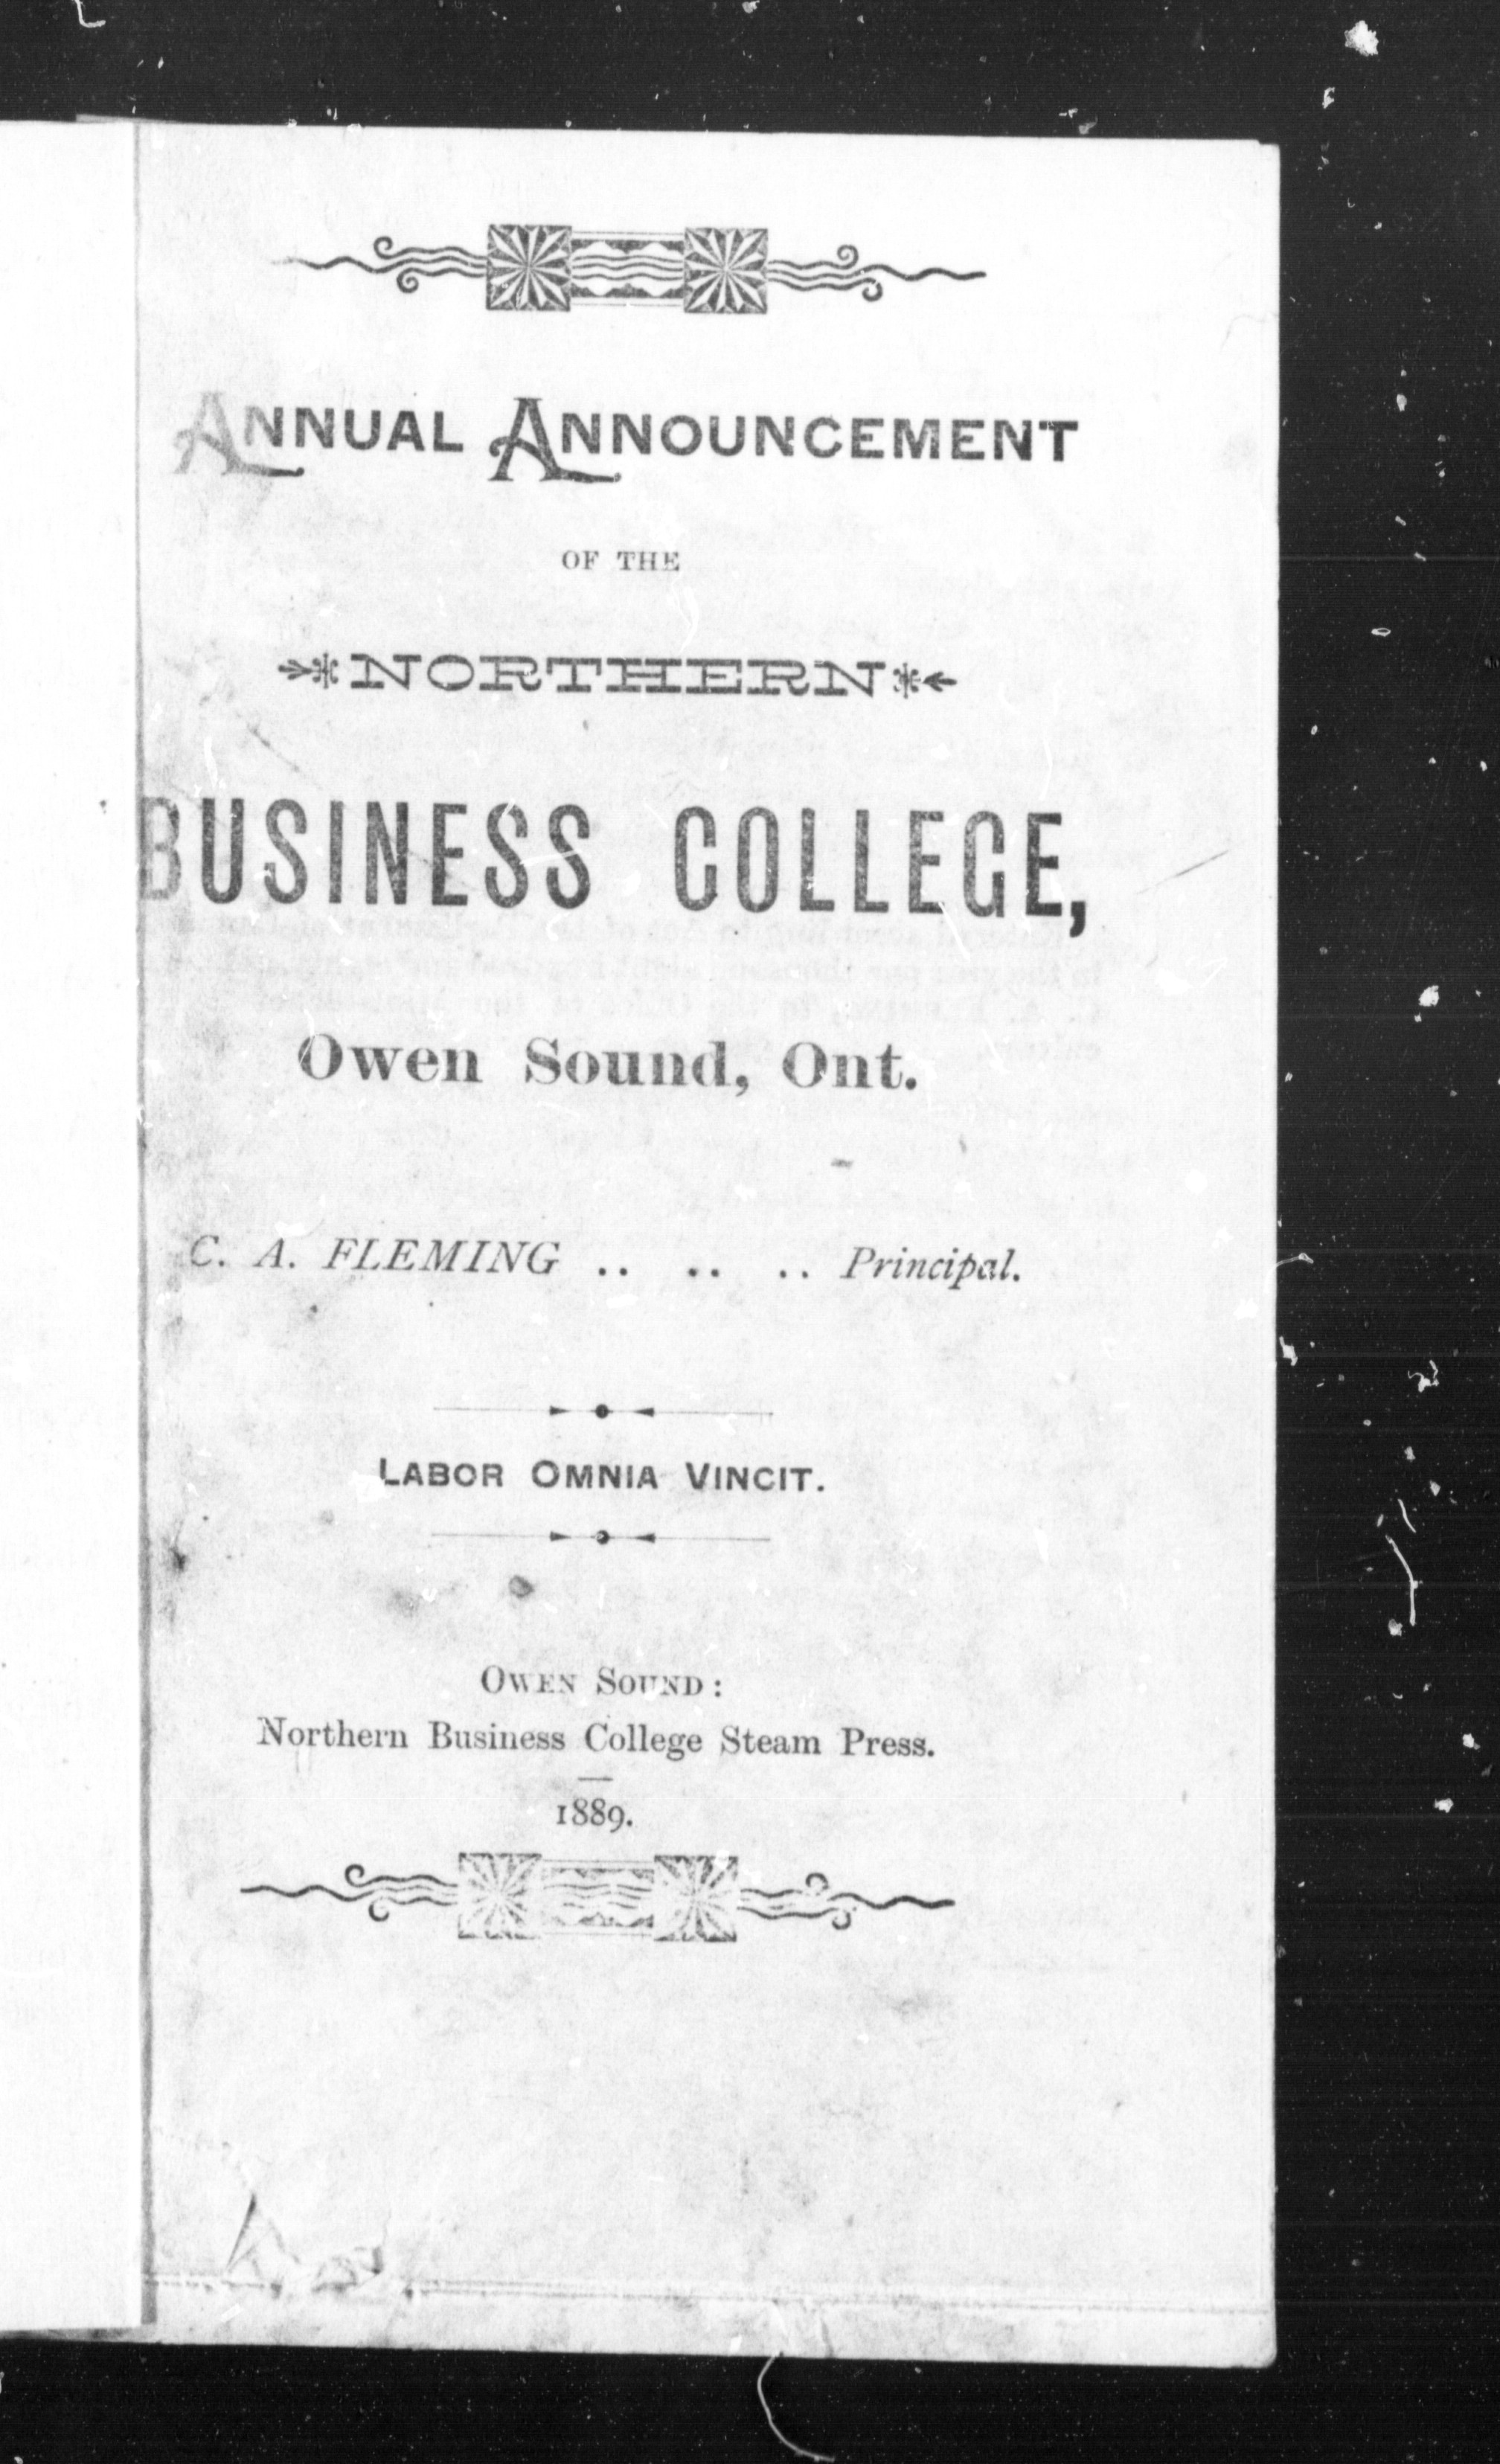 ANNUAL ANNOUNCEMENT
OF THE
NORTHERN
BUSINESS COLLEGE,
Owen Sound, Ont.
C. A. FLEMING .. .. .. Principal.
LABOR OMNIA VINCIT.
OWEN SOUND:
Northern Business College Steam Press.
1889.